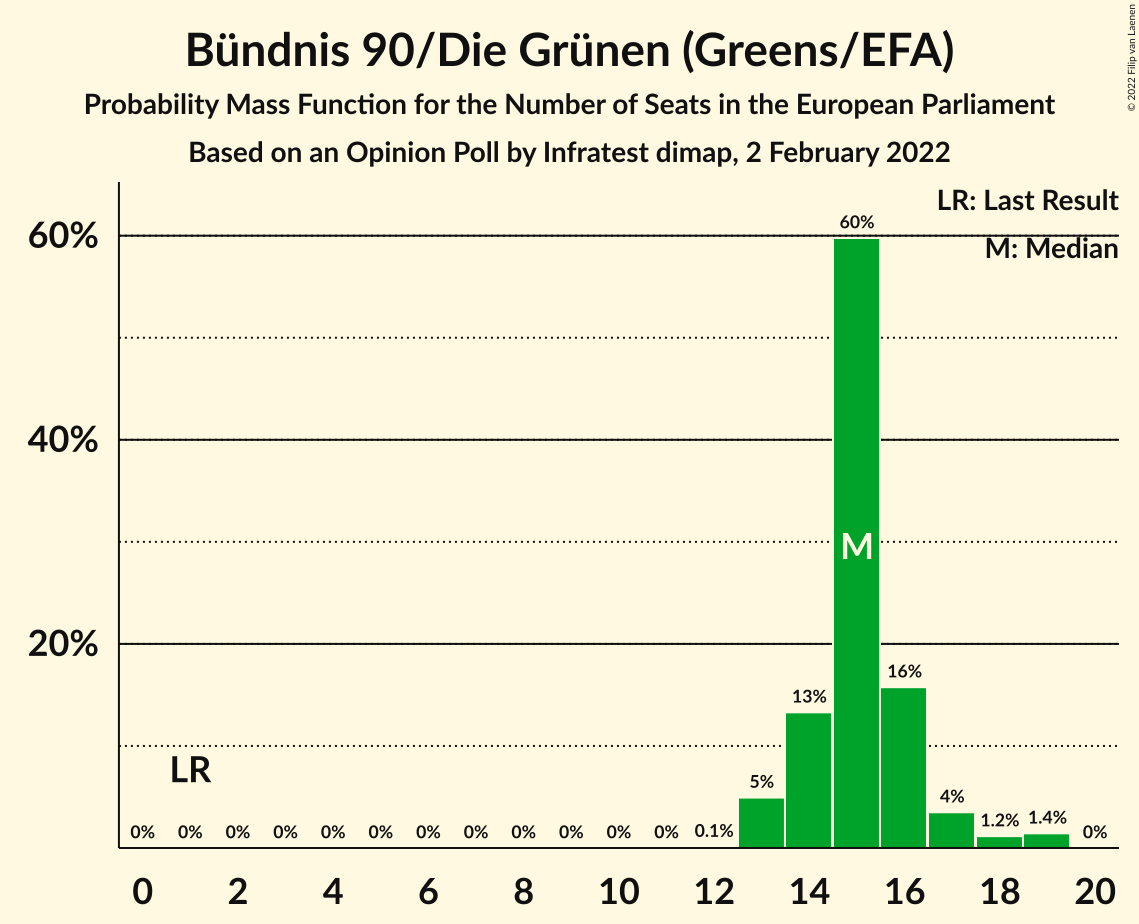 Bündnis 90/Die Grünen (Greens/EFA)
Probability Mass Function for the Number of Seats in the European Parliament
Based on an Opinion Poll by Infratest dimap, 2 February 2022
© 2022 Filip van Laenen
LR: Last Result
M: Median
60%
40%
20%
60%
M
16%
13%
LR
5%
4%
0% 0% 0% 0% 0% 0% 0% 0% 0% 0% 0% 0% 0.1% 1.2% 1.4% 0%
0 2 4 6 8 10 12 14 16 18 20